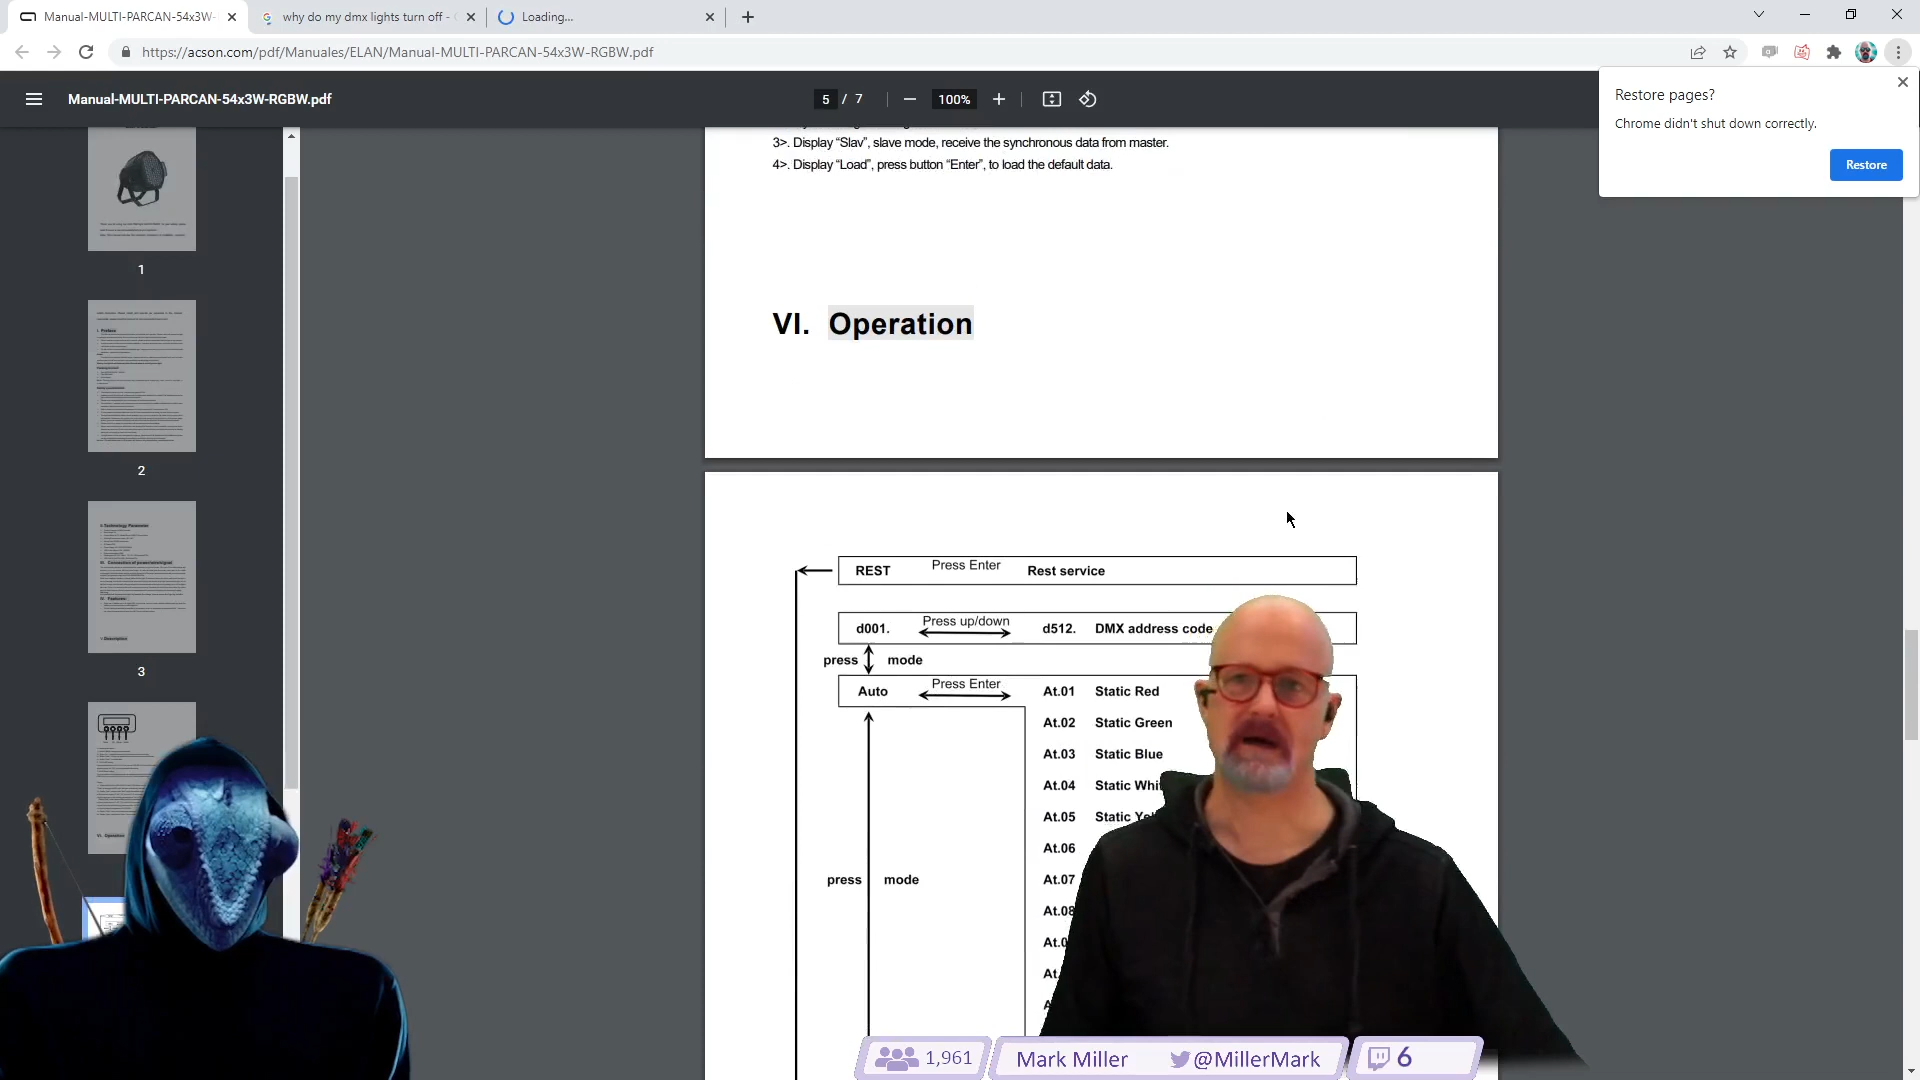 Manual-MULTI-PARCAN-54x3W-
why do my dmx lights turn off -
Loading...
https://acson.com/pdf/Manuales/ELAN/Manual-MULTI-PARCAN-54x3W-RGBW.pdf
Manual-MULTI-PARCAN-54x3W-RGBW.pdf
5 / 7
100%
Restore pages?
Chrome didn't shut down correctly.
Restore
1
2
3
3>. Display “Slav”, slave mode, receive the synchronous data from master.
4>. Display “Load”, press button “Enter”, to load the default data.
VI. Operation
REST Press Enter Rest service
d001. Press up/down d512. DMX address code
press mode
Auto Press Enter At.01 Static Red
At.02 Static Green
At.03 Static Blue
At.04 Static
At.05 Static
At.06
press mode At.07
At.08
1,961
Mark Miller
@MillerMark
6